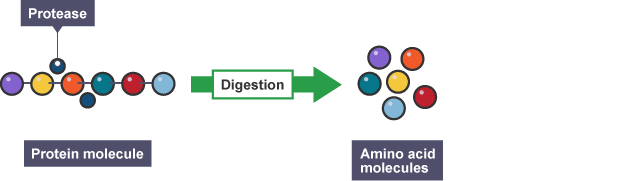 Protease
Digestion
Protein molecule
Amino acid
molecules